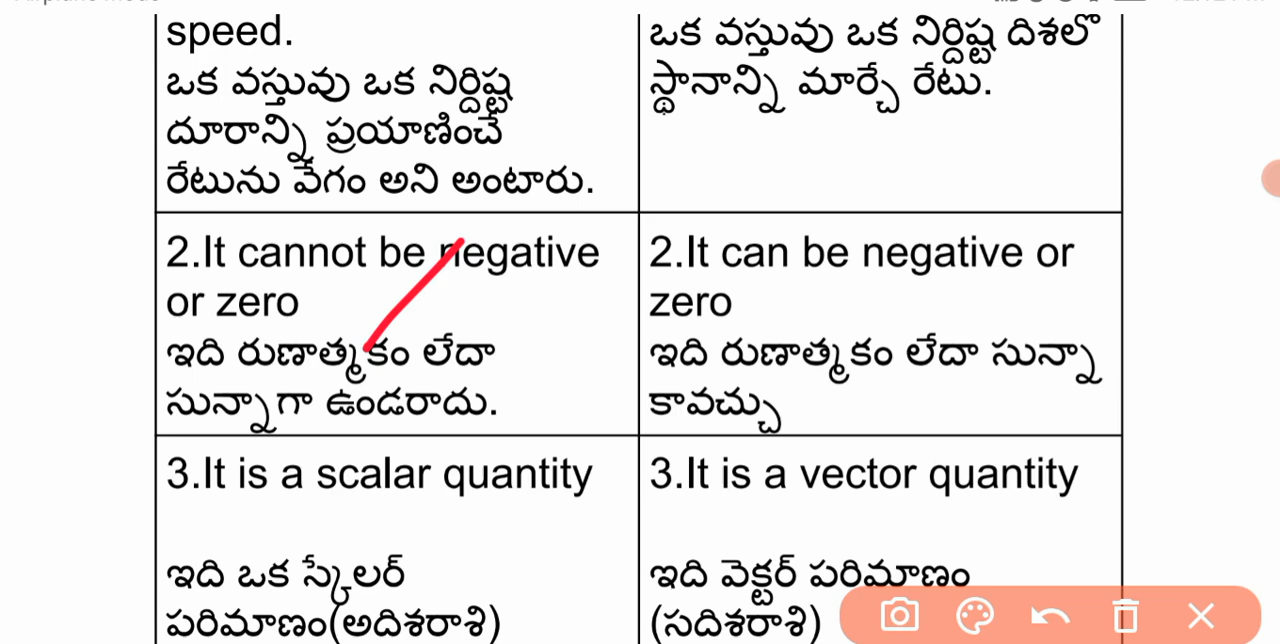 speed.
ఒక వస్తువు ఒక నిర్దిష్ట
దూరాన్ని ప్రయాణించే
రేటును వేగం అని అంటారు.
ఒక వస్తువు ఒక నిర్దిష్ట దిశలో
స్థానాన్ని మార్చే రేటు.
2.It cannot be negative
or zero
ఇది రుణాత్మకం లేదా
సున్నాగా ఉండరాదు.
2.It can be negative or
zero
ఇది రుణాత్మకం లేదా సున్నా
కావచ్చు
3.It is a scalar quantity
ఇది ఒక స్కేలర్
పరిమాణం(అదిశరాశి)
3.It is a vector quantity
ఇది వెక్టర్ పరిమాణం
(సదిశరాశి)